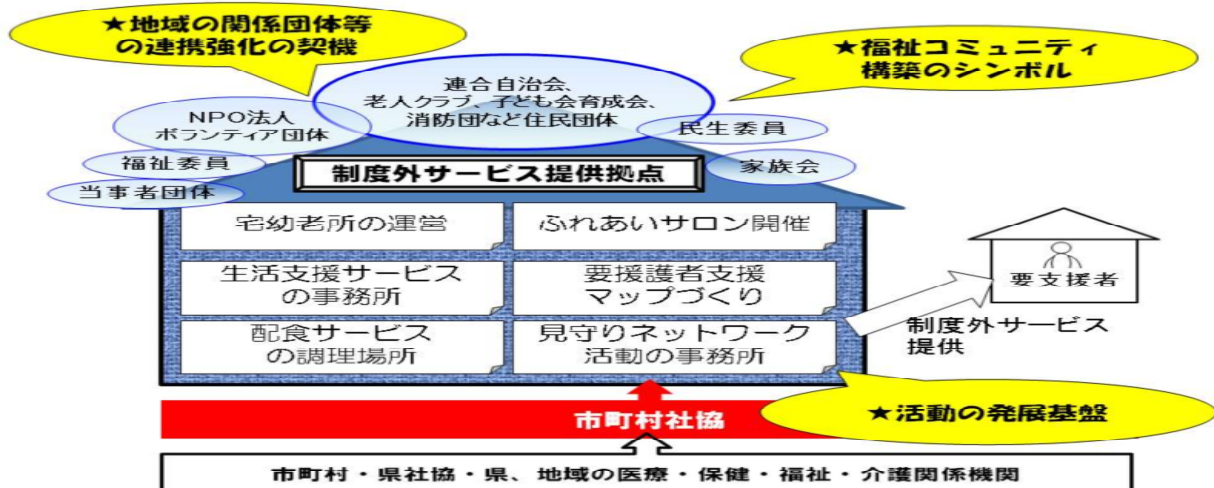 ★地域の関係団体等
の連携強化の契機
★福祉コミュニティ
構築のシンボル
連合自治会、
老人クラブ、子ども会育成会、
消防団など住民団体
NPO法人
ボランティア団体
民生委員
福祉委員
家族会
当事者団体
制度外サービス提供拠点
宅幼老所の運営
ふれあいサロン開催
生活支援サービス
の事務所
要援護者支援
マップづくり
配食サービス
の調理場所
見守りネットワーク
活動の事務所
要支援者
制度外サービス
提供
★活動の発展基盤
市町村社協
市町村・県社協・県、地域の医療・保健・福祉・介護関係機関